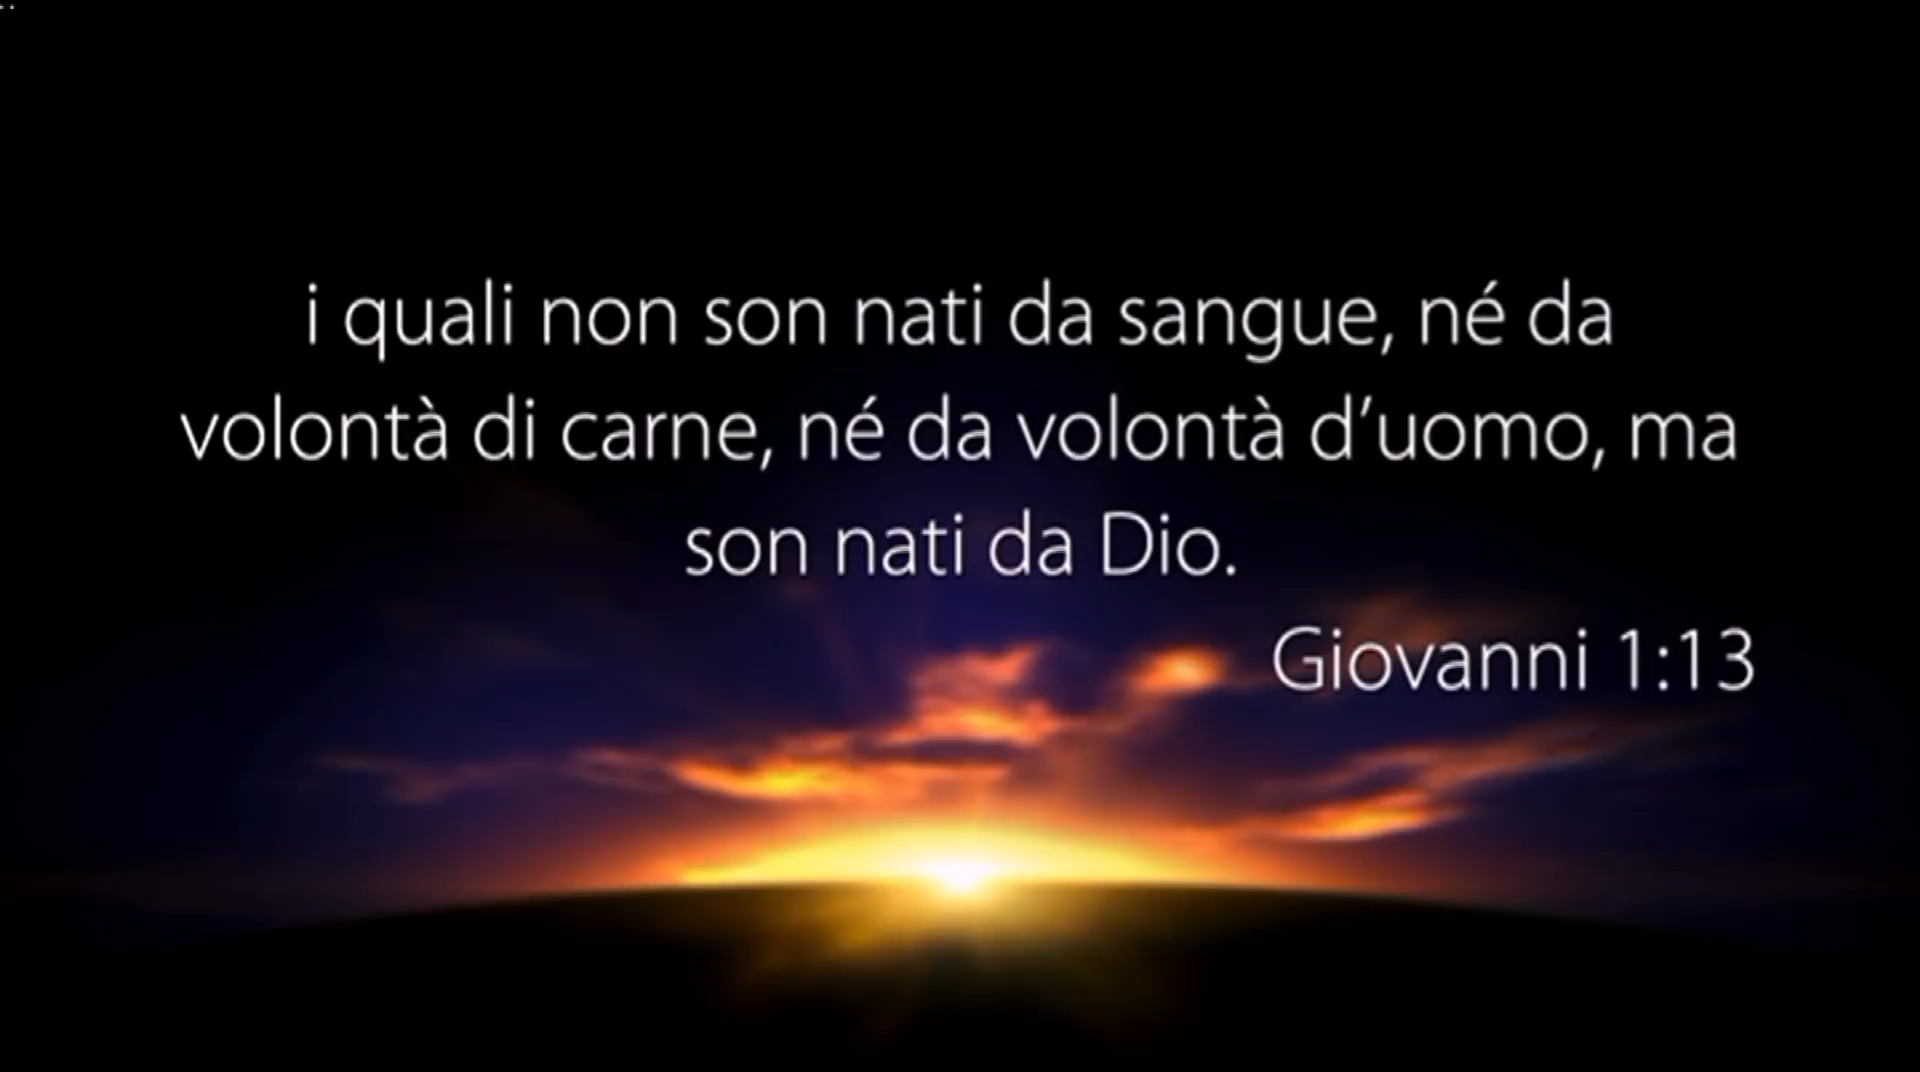 i quali non son nati da sangue, né da
volontà di carne, né da volontà d’uomo, ma
son nati da Dio.
Giovanni 1:13